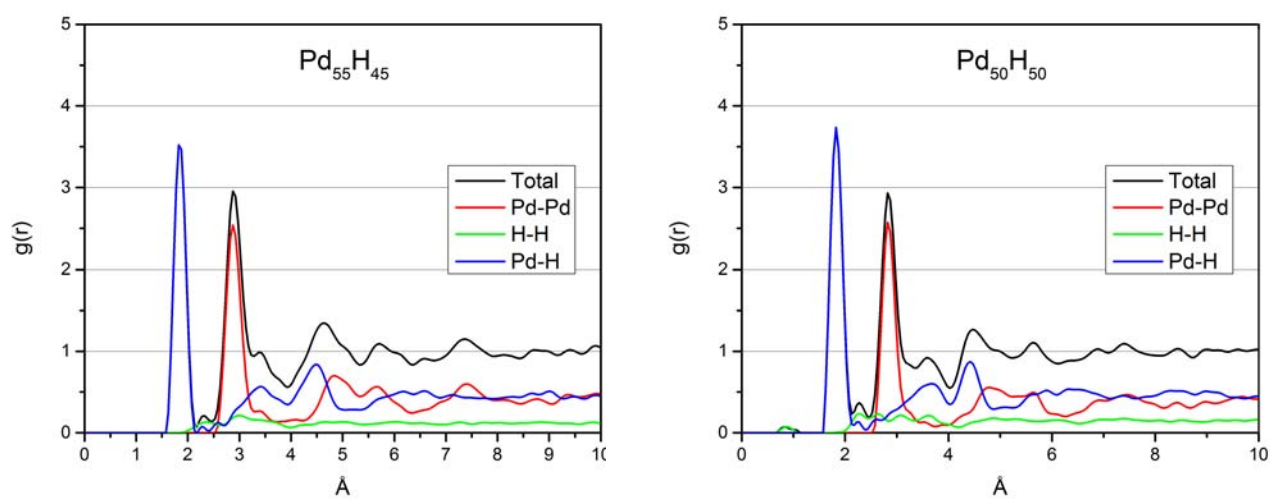 Pd55H45
5
4
3
2
1
0
g(r)
Total
Pd-Pd
H-H
Pd-H
0 1 2 3 4 5 6 7 8 9 10
Å
Pd50H50
5
4
3
2
1
0
g(r)
Total
Pd-Pd
H-H
Pd-H
0 2 4 6 8 10
Å